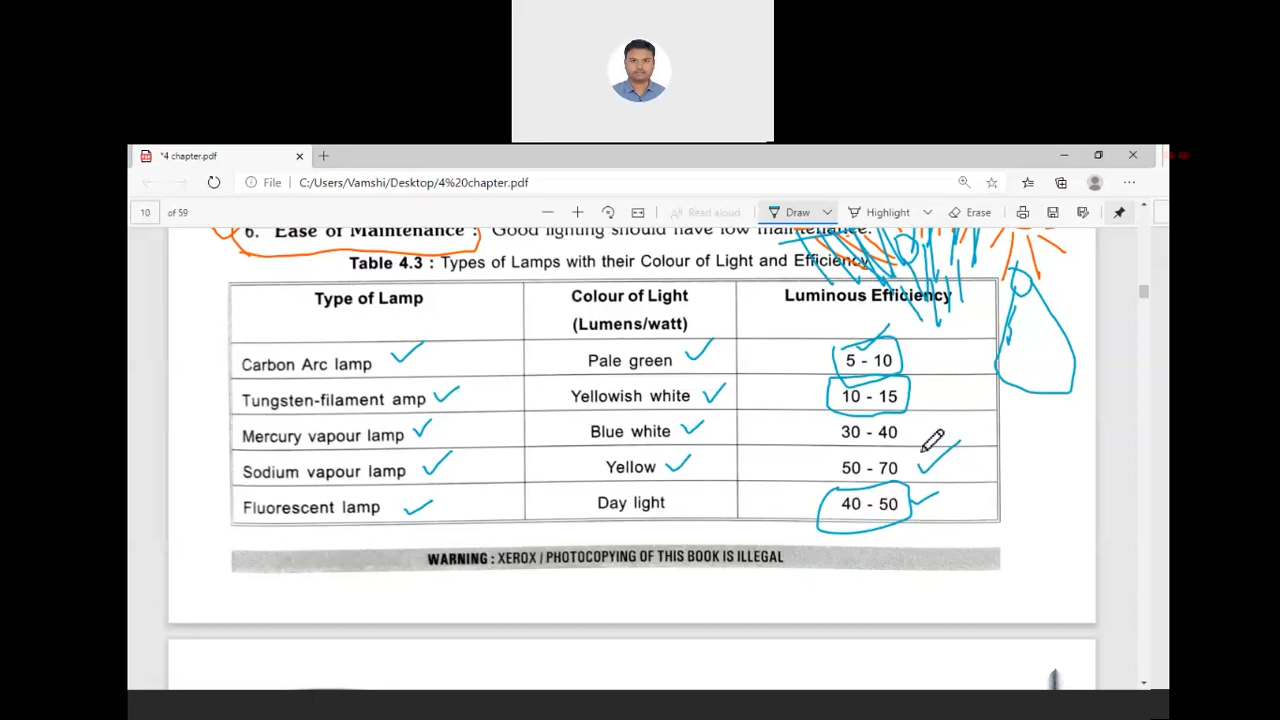 *4 chapter.pdf
File C:/Users/Vamshi/Desktop/4%20chapter.pdf
10 of 59 Read aloud Draw Highlight Erase
6. Ease of Maintenance : Good lighting should have low maintenance.
Table 4.3 : Types of Lamps with their Colour of Light and Efficiency
Type of Lamp Colour of Light (Lumens/watt) Luminous Efficiency
Carbon Arc lamp Pale green 5 - 10
Tungsten-filament amp Yellowish white 10 - 15
Mercury vapour lamp Blue white 30 - 40
Sodium vapour lamp Yellow 50 - 70
Fluorescent lamp Day light 40 - 50
WARNING : XEROX / PHOTOCOPYING OF THIS BOOK IS ILLEGAL